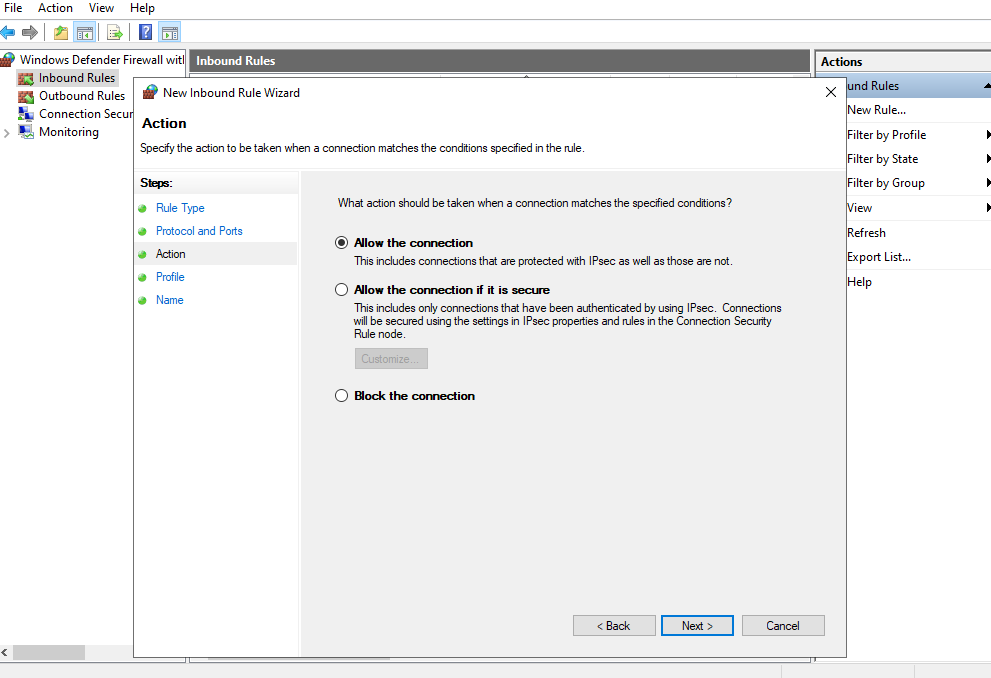 File Action View Help
Windows Defender Firewall with
Inbound Rules
Outbound Rules
Connection Secur
Monitoring
Inbound Rules
Actions
und Rules
New Rule...
Filter by Profile
Filter by State
Filter by Group
View
Refresh
Export List...
Help
New Inbound Rule Wizard
Action
Specify the action to be taken when a connection matches the conditions specified in the rule.
Steps:
Rule Type
Protocol and Ports
Action
Profile
Name
What action should be taken when a connection matches the specified conditions?
Allow the connection
This includes connections that are protected with IPsec as well as those are not.
Allow the connection if it is secure
This includes only connections that have been authenticated by using IPsec. Connections
will be secured using the settings in IPsec properties and rules in the Connection Security
Rule node.
Customize...
Block the connection
< Back
Next >
Cancel